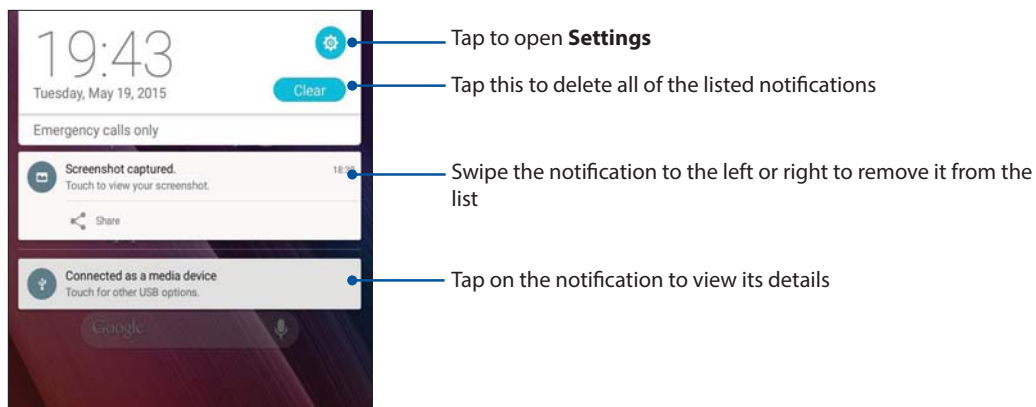 19:43
Tap to open Settings
Tuesday, May 19, 2015
Clear
Tap this to delete all of the listed notifications
Emergency calls only
Screenshot captured.
Touch to view your screenshot.
Share
Swipe the notification to the left or right to remove it from the
list
Connected as a media device
Touch for other USB options.
Tap on the notification to view its details
Google